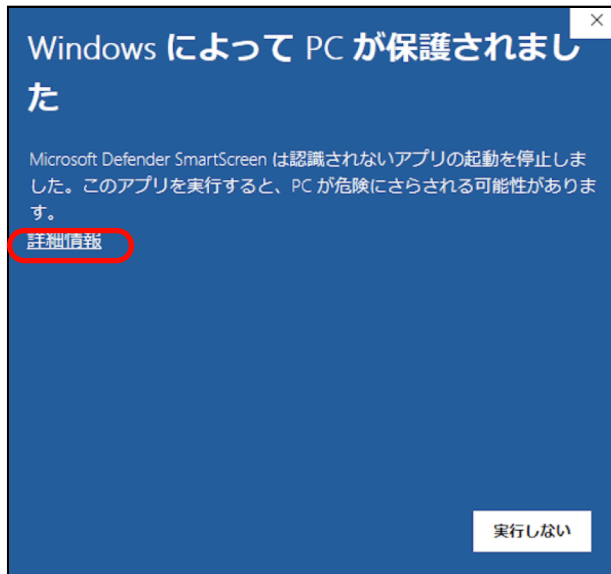 Windows によって PC が保護されまし
た
Microsoft Defender SmartScreen は認識されないアプリの起動を停止しま
した。このアプリを実行すると、PC が危険にさらされる可能性がありま
す。
詳細情報
実行しない